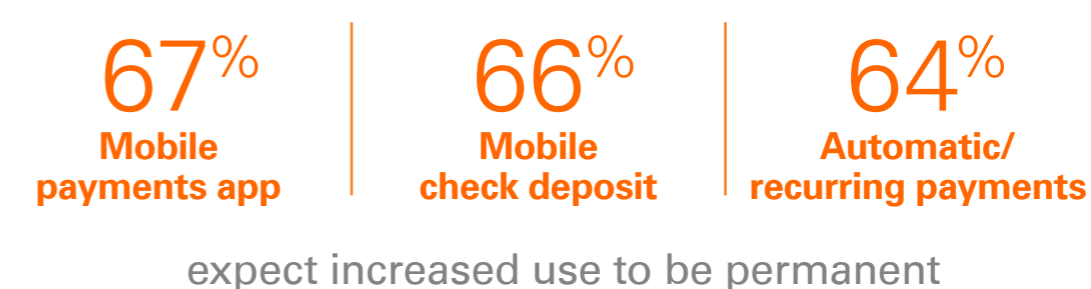 67%
Mobile
payments app
66%
Mobile
check deposit
64%
Automatic/
recurring payments
expect increased use to be permanent